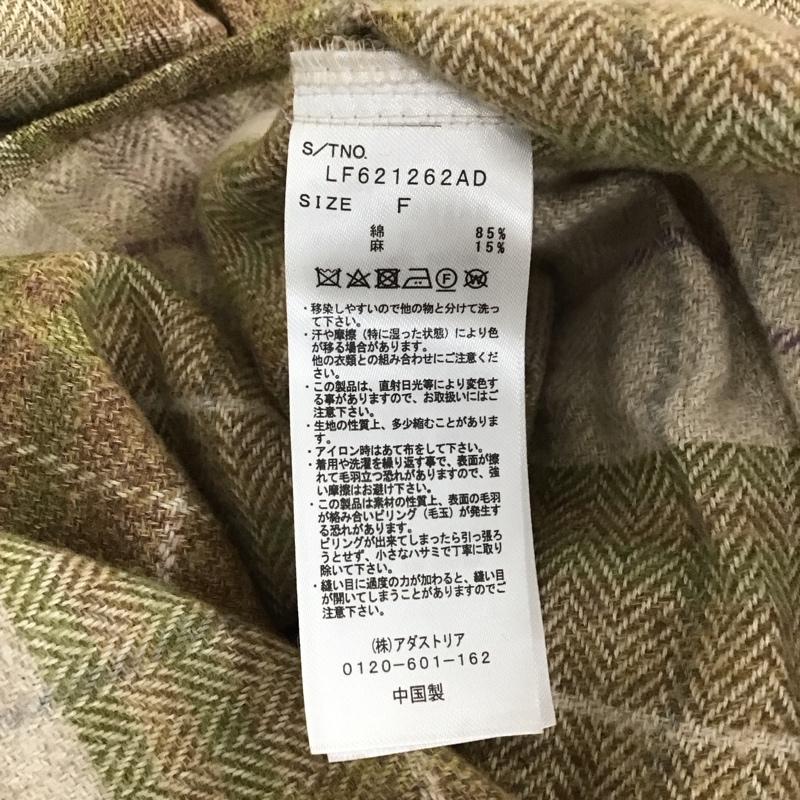 S/TNO.
LF621262AD
SIZE F
綿 85%
麻 15%
F W
・移染しやすいので他の物と分けて洗っ
て下さい。
・汗や摩擦（特に湿った状態）により色
が移る場合があります。
他の衣類との組み合わせにご注意くだ
さい。
・この製品は、直射日光等により変色す
る事がありますので、お取扱いにはご
注意下さい。
・生地の性質上、多少縮むことがありま
す。
・アイロン時はあて布をして下さい。
・着用や洗濯を繰り返す事で、表面が擦
れて毛羽立つ恐れがありますので、強
い摩擦はお避け下さい。
・この製品は素材の性質上、表面の毛羽
が絡み合いピリング（毛玉）が発生す
る恐れがあります。
ピリングが出来てしまったら引っ張ろ
うとせず、小さなハサミで丁寧に取り
除いて下さい。
・縫い目に過度の力が加わると、縫い目
が開いてしまうことがありますのでご
注意下さい。
(株)アダストリア
0120-601-162
中国製